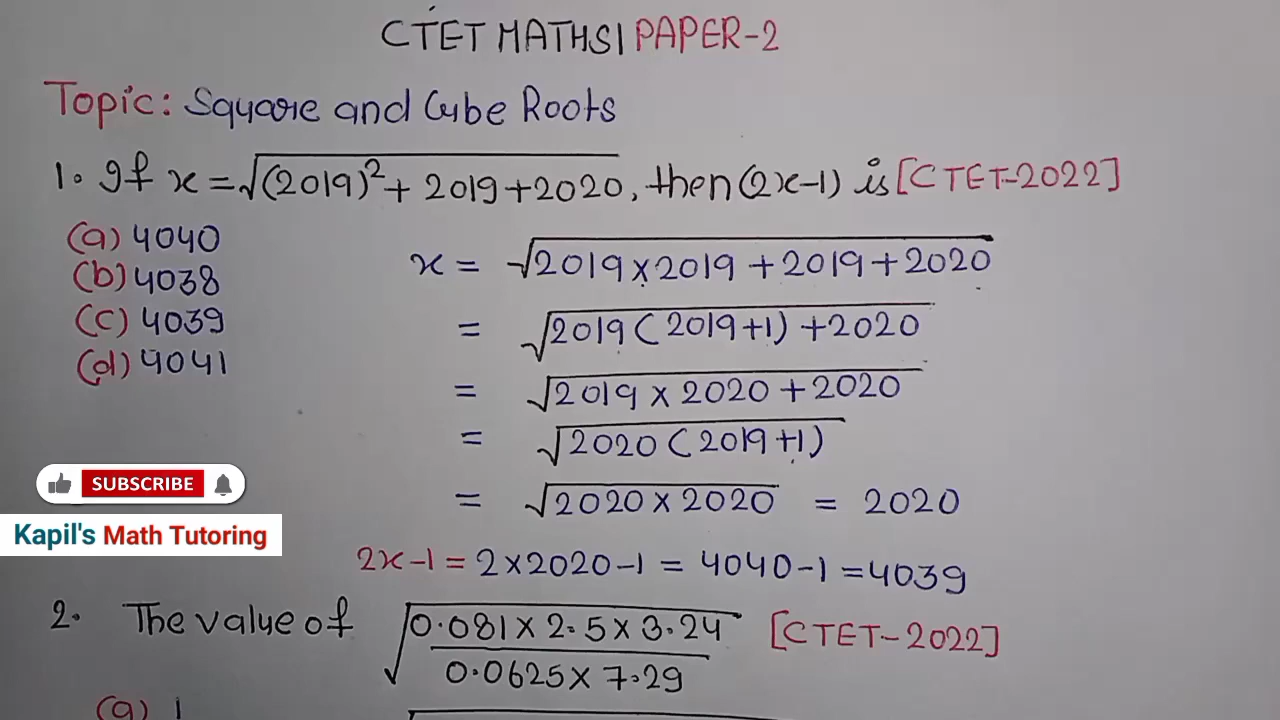 CTET MATHS| PAPER-2
Topic: Square and Cube Roots
1. If x = √((2019)² + 2019 + 2020), then (2x-1) is [CTET-2022]
(a) 4040
(b) 4038
(c) 4039
(d) 4041
x = √(2019 × 2019 + 2019 + 2020)
= √(2019 (2019+1) + 2020)
= √(2019 × 2020 + 2020)
= √(2020 (2019+1))
= √(2020 × 2020) = 2020
2x-1 = 2×2020-1 = 4040-1 = 4039
SUBSCRIBE
Kapil's Math Tutoring
2. The value of √((0.081 × 2.5 × 3.24)/(0.0625 × 7.29)) [CTET-2022]
(a) 1